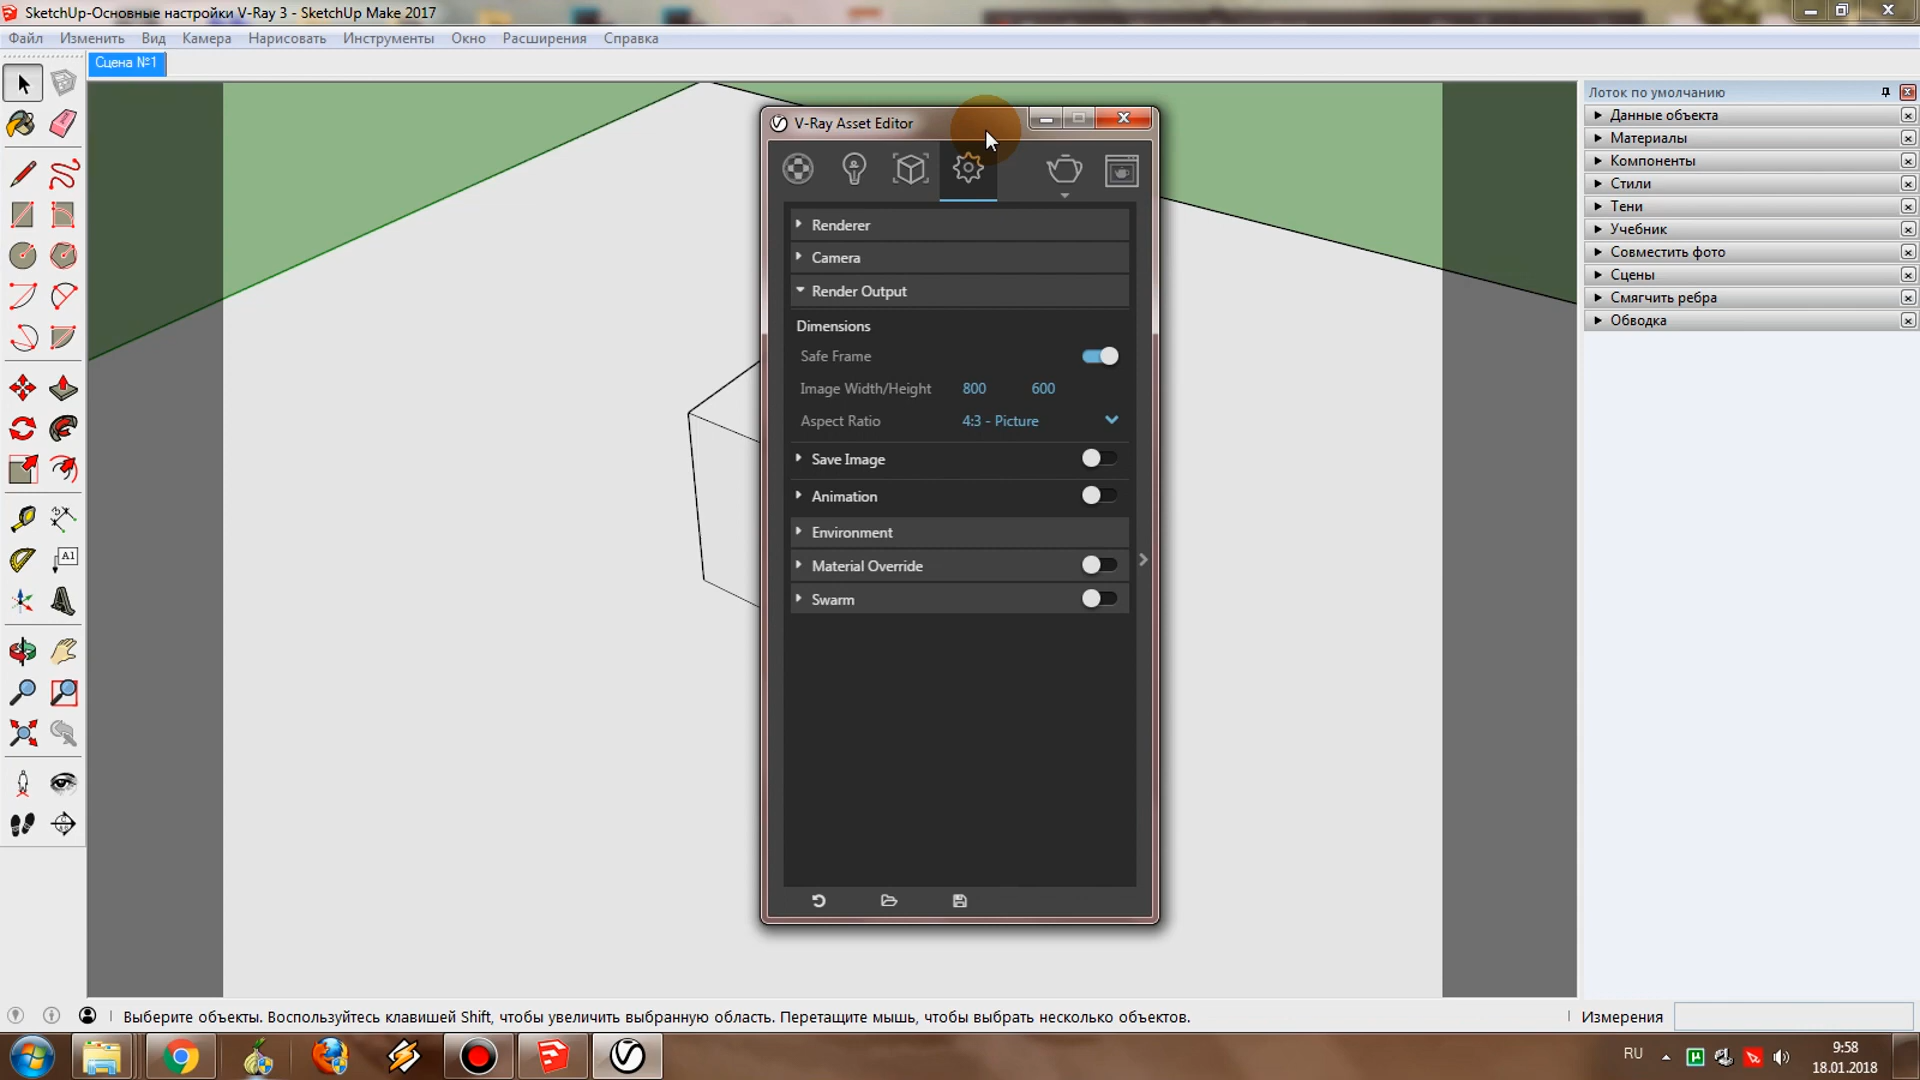 SketchUp-Основные настройки V-Ray 3 - SketchUp Make 2017
Файл Изменить Вид Камера Нарисовать Инструменты Окно Расширения Справка
Сцена №1
V-Ray Asset Editor
Renderer
Camera
Render Output
Dimensions
Safe Frame
Image Width/Height 800 600
Aspect Ratio 4:3 - Picture
Save Image
Animation
Environment
Material Override
Swarm
Лоток по умолчанию
Данные объекта
Материалы
Компоненты
Стили
Тени
Учебник
Совместить фото
Сцены
Смягчить ребра
Обводка
A1
Выберите объекты. Воспользуйтесь клавишей Shift, чтобы увеличить выбранную область. Перетащите мышь, чтобы выбрать несколько объектов.
Измерения
RU
9:58
18.01.2018